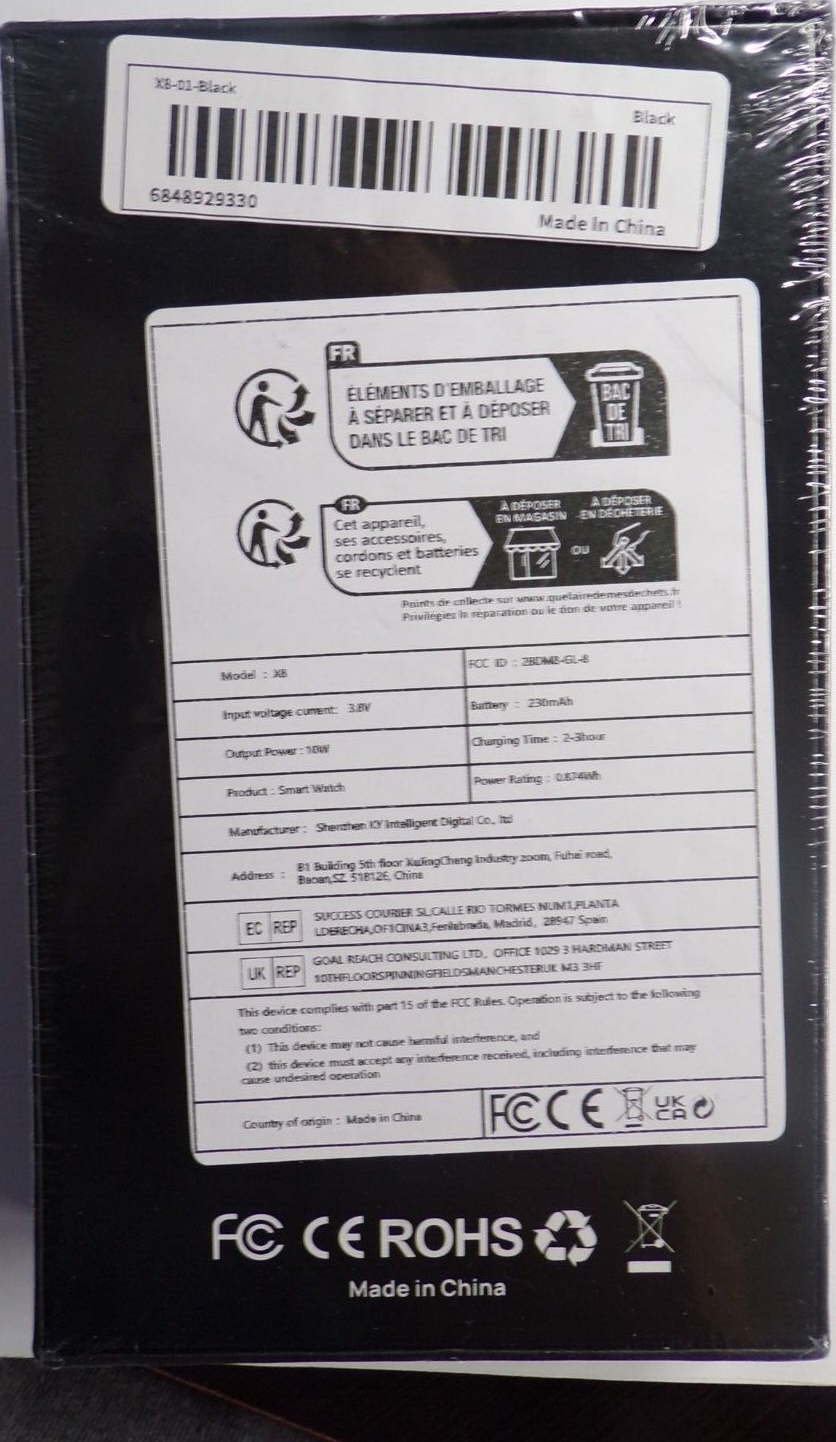 X8-01-Black
Black
6848929330
Made In China
FR
ÉLÉMENTS D'EMBALLAGE
À SÉPARER ET À DÉPOSER
DANS LE BAC DE TRI
BAC
DE
TRI
FR
Cet appareil,
ses accessoires,
cordons et batteries
se recyclent
À DÉPOSER
EN MAGASIN
OU
À DÉPOSER
EN DÉCHÈTERIE
Points de collecte sur www.quefairedemesdechets.fr
Privilégiez la réparation ou le don de votre appareil !
Model : X8
FCC ID : 2BDMB-GL-8
Input voltage current: 3.8V
Battery : 230mAh
Output Power : 10W
Charging Time : 2-3hour
Product : Smart Watch
Power Rating : 0.874Wh
Manufacturer : Shenzhen KY Intelligent Digital Co., ltd
Address : B1 Building 5th floor XuJingChang Industry zoom, Fuhai road,
Baoan,SZ 518126, China
EC REP
SUCCESS COURIER SL,CALLE RIO TORMES NUM1,PLANTA
LDERECHA,OF1CINA3,Fenlabrada, Madrid, 28947 Spain
UK REP
GOAL REACH CONSULTING LTD, OFFICE 1029 3 HARDMAN STREET
10THFLOORSPINNINGFIELDSMANCHESTERUK M3 3HF
This device complies with part 15 of the FCC Rules. Operation is subject to the following
two conditions:
(1) This device may not cause harmful interference, and
(2) this device must accept any interference received, including interference that may
cause undesired operation
Country of origin : Made in China
FC CE UK
CA
FC CE ROHS
Made in China